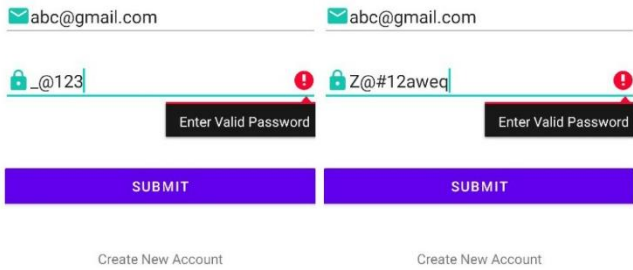 abc@gmail.com
_@123
Enter Valid Password
SUBMIT
Create New Account
abc@gmail.com
Z@#12aweq
Enter Valid Password
SUBMIT
Create New Account